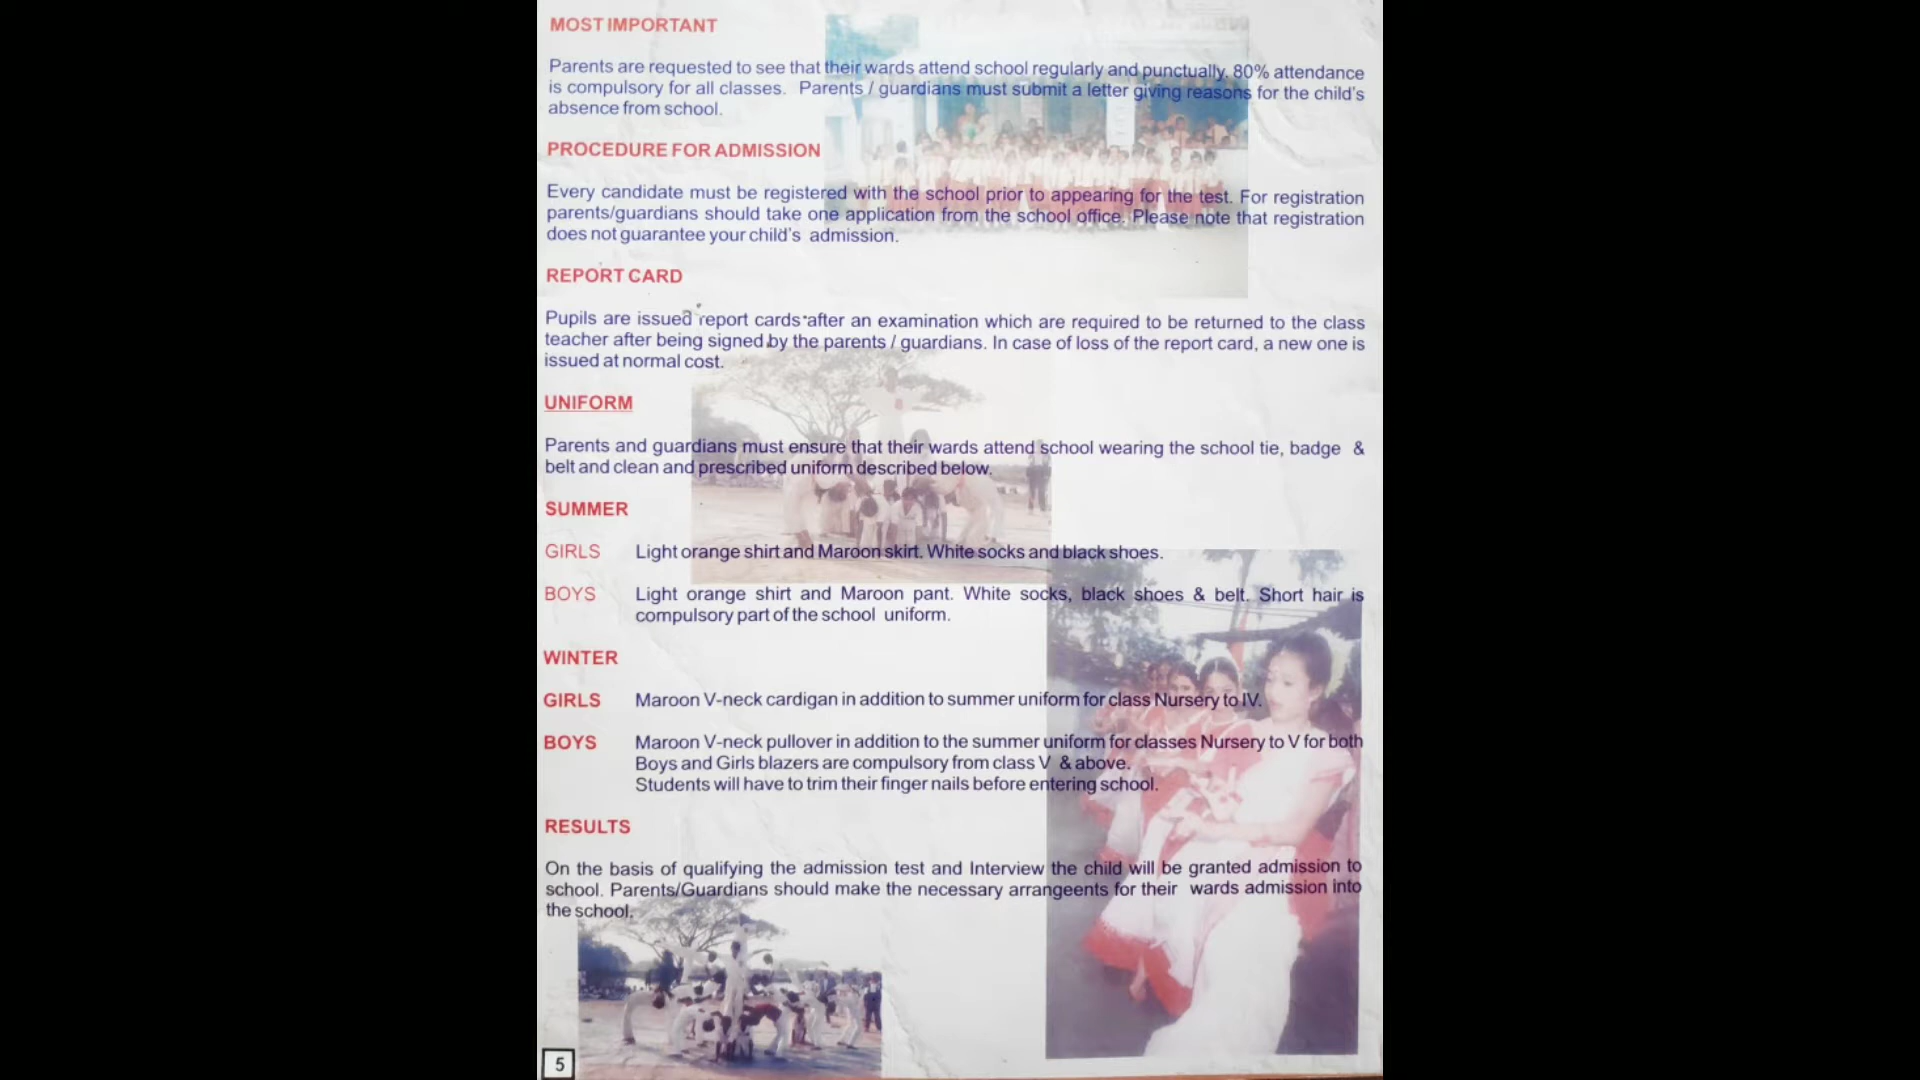 MOST IMPORTANT
Parents are requested to see that their wards attend school regularly and punctually. 80% attendance
is compulsory for all classes. Parents / guardians must submit a letter giving reasons for the child's
absence from school.
PROCEDURE FOR ADMISSION
Every candidate must be registered with the school prior to appearing for the test. For registration
parents/guardians should take one application from the school office. Please note that registration
does not guarantee your child's admission.
REPORT CARD
Pupils are issued report cards after an examination which are required to be returned to the class
teacher after being signed by the parents / guardians. In case of loss of the report card, a new one is
issued at normal cost.
UNIFORM
Parents and guardians must ensure that their wards attend school wearing the school tie, badge &
belt and clean and prescribed uniform described below.
SUMMER
GIRLS Light orange shirt and Maroon skirt. White socks and black shoes.
BOYS Light orange shirt and Maroon pant. White socks, black shoes & belt. Short hair is
compulsory part of the school uniform.
WINTER
GIRLS Maroon V-neck cardigan in addition to summer uniform for class Nursery to IV.
BOYS Maroon V-neck pullover in addition to the summer uniform for classes Nursery to V for both
Boys and Girls blazers are compulsory from class V & above.
Students will have to trim their finger nails before entering school.
RESULTS
On the basis of qualifying the admission test and Interview the child will be granted admission to
school. Parents/Guardians should make the necessary arrangeents for their wards admission into
the school.
5